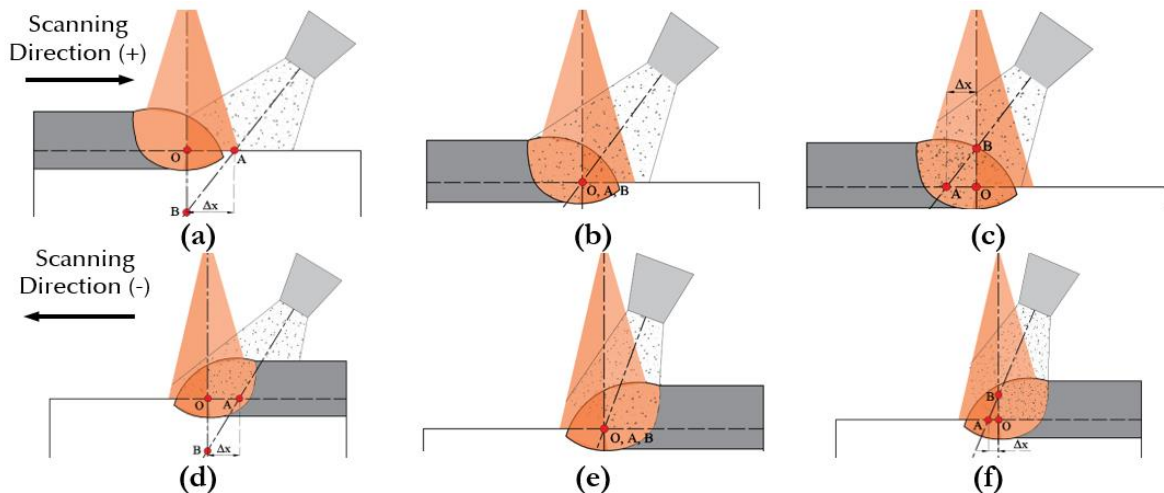 Scanning
Direction (+)
Δx
B
O
A
A
O
B
Δx
O, A, B
(a)
(b)
(c)
Scanning
Direction (-)
O
A
B
Δx
O, A, B
B
A
O
Δx
(d)
(e)
(f)